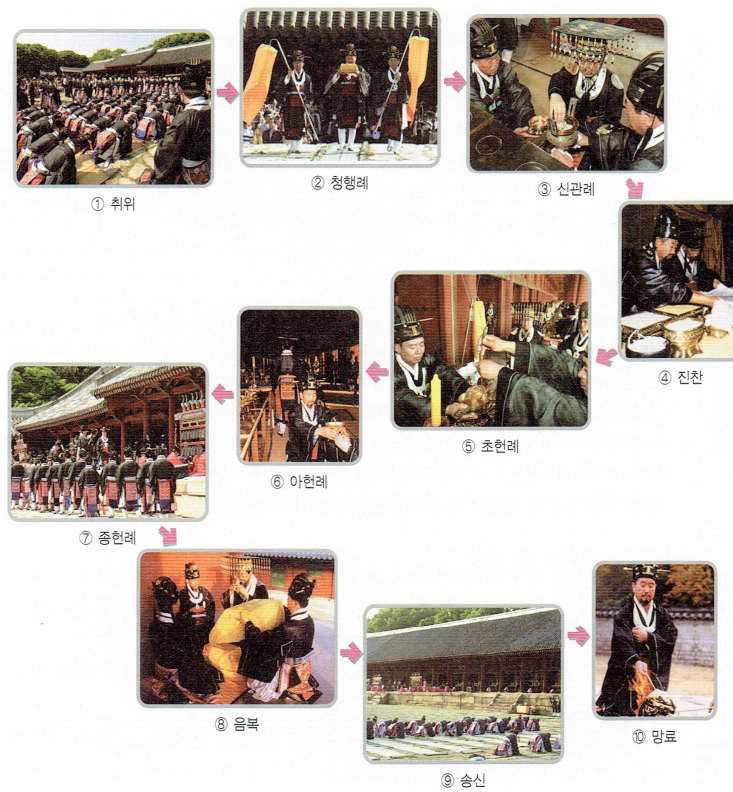 ① 취위
② 청행례
③ 신관례
④ 진찬
⑤ 초헌례
⑥ 아헌례
⑦ 종헌례
⑧ 음복
⑨ 송신
⑩ 망료